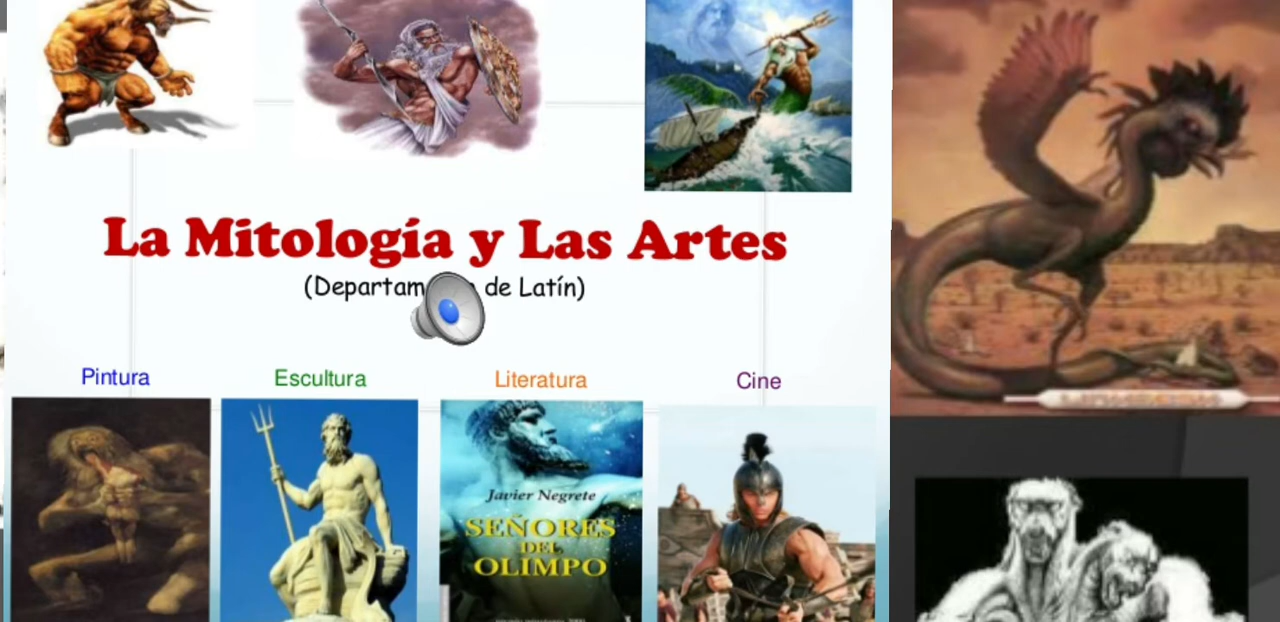 La Mitología y Las Artes
(Departam de Latín)
Pintura
Escultura
Literatura
Cine
Javier Negrete
SEÑORES
DEL
OLIMPO